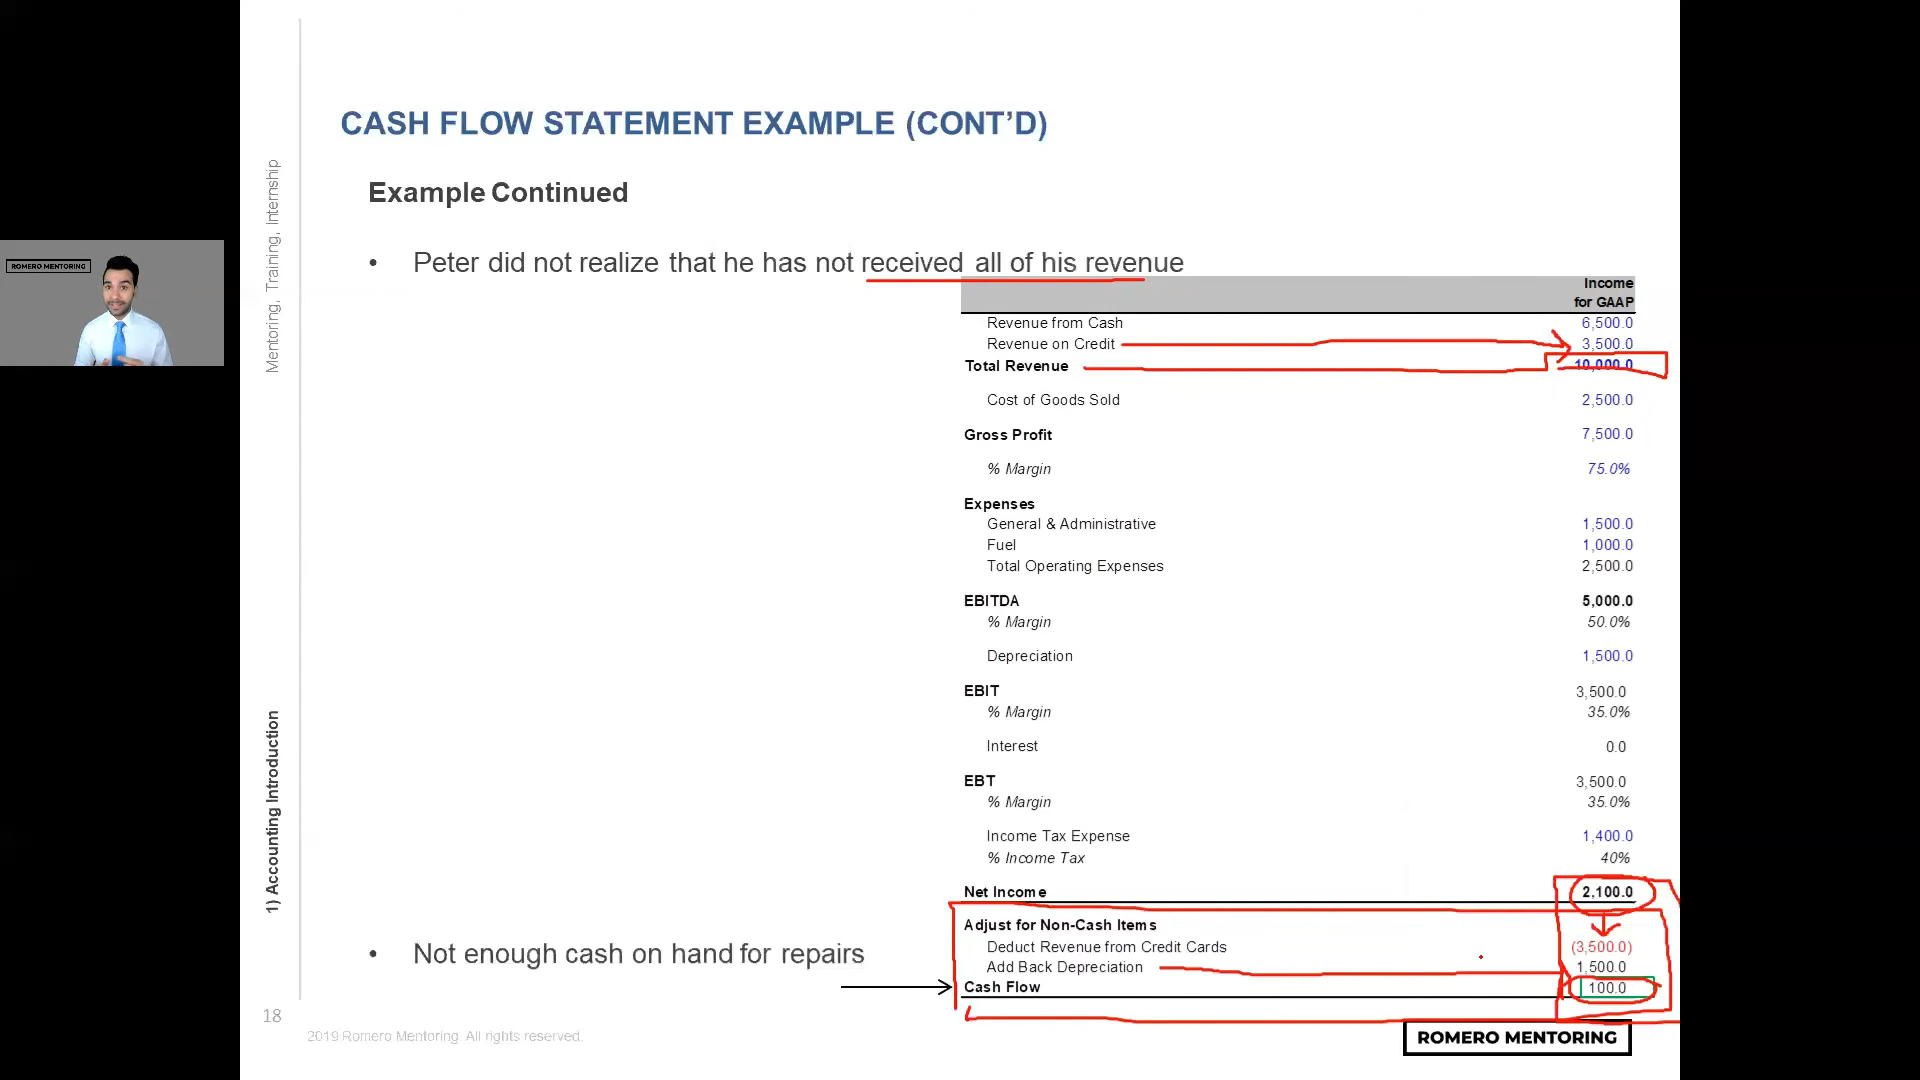 CASH FLOW STATEMENT EXAMPLE (CONT’D)
Example Continued
• Peter did not realize that he has not received all of his revenue
Income
for GAAP
Revenue from Cash 6,500.0
Revenue on Credit 3,500.0
Total Revenue 10,000.0
Cost of Goods Sold 2,500.0
Gross Profit 7,500.0
% Margin 75.0%
Expenses
General & Administrative 1,500.0
Fuel 1,000.0
Total Operating Expenses 2,500.0
EBITDA 5,000.0
% Margin 50.0%
Depreciation 1,500.0
EBIT 3,500.0
% Margin 35.0%
Interest 0.0
EBT 3,500.0
% Margin 35.0%
Income Tax Expense 1,400.0
% Income Tax 40%
Net Income 2,100.0
Adjust for Non-Cash Items
Deduct Revenue from Credit Cards (3,500.0)
Add Back Depreciation 1,500.0
Cash Flow 100.0
• Not enough cash on hand for repairs
Mentoring, Training, Internship
1) Accounting Introduction
18
2019 Romero Mentoring. All rights reserved.
ROMERO MENTORING
ROMERO MENTORING